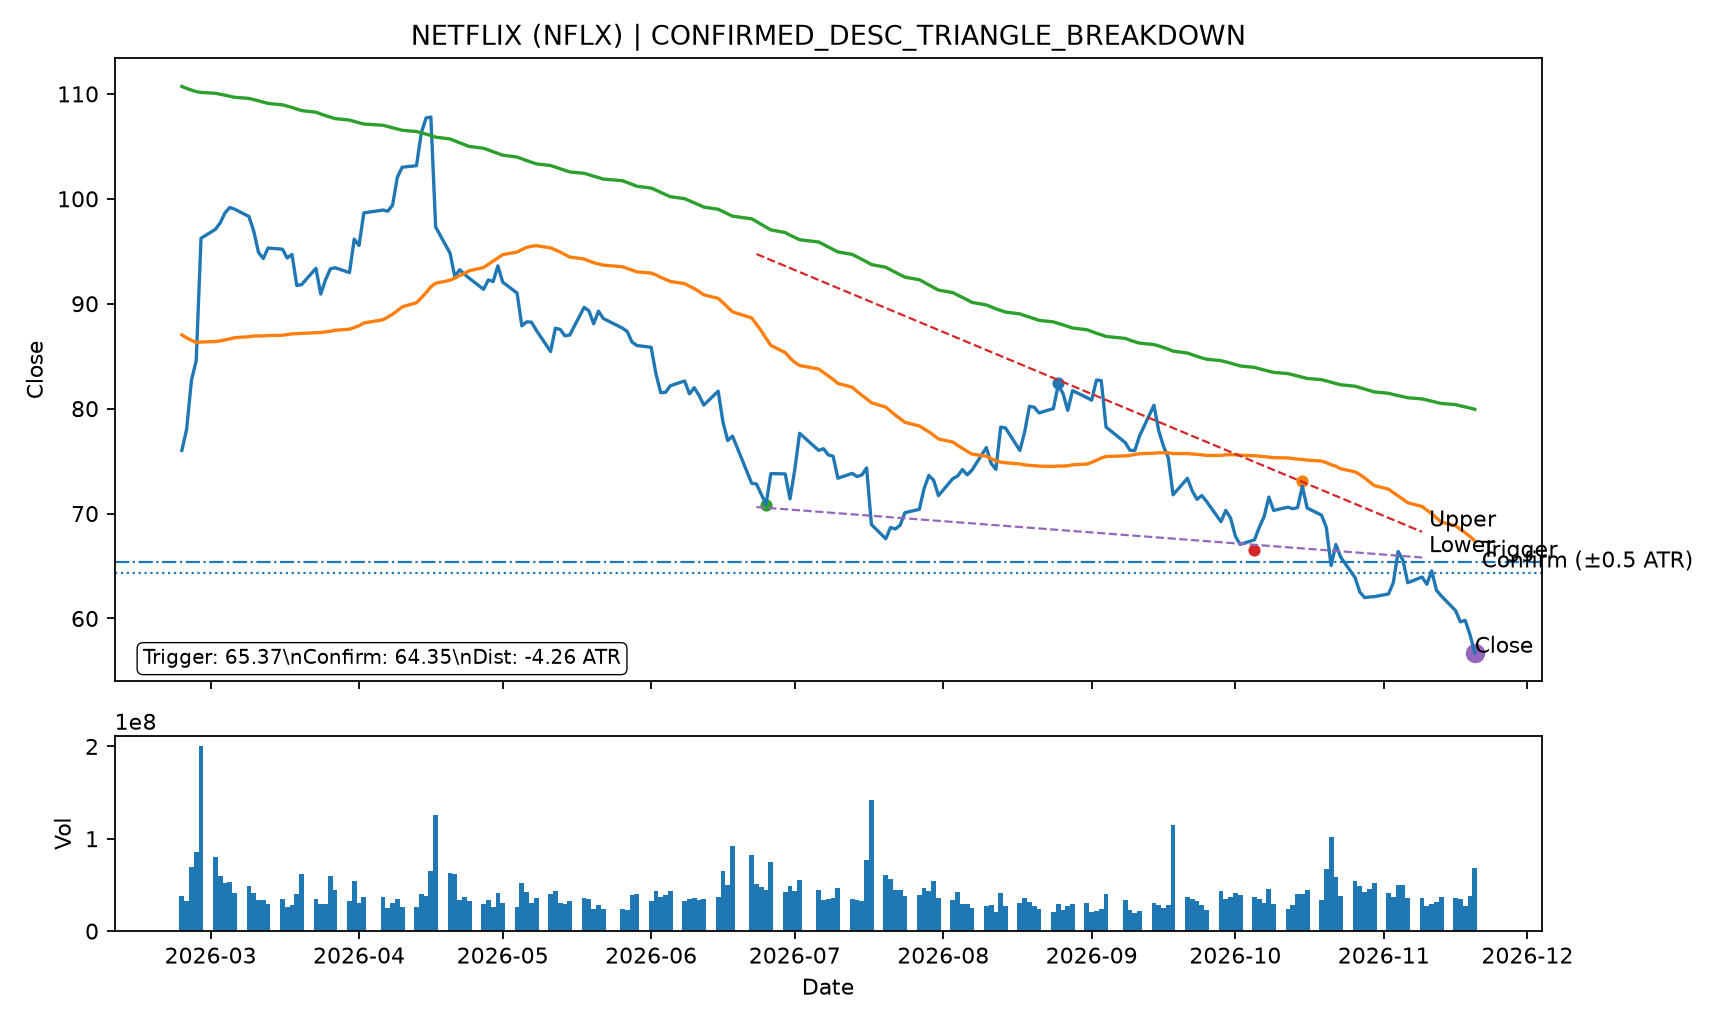 NETFLIX (NFLX) | CONFIRMED_DESC_TRIANGLE_BREAKDOWN
110
100
90
80
70
60
Close
Upper
Lower
Trigger
Confirm (±0.5 ATR)
Close
Trigger: 65.37\nConfirm: 64.35\nDist: -4.26 ATR
1e8
2
1
0
Vol
2026-03
2026-04
2026-05
2026-06
2026-07
2026-08
2026-09
2026-10
2026-11
2026-12
Date